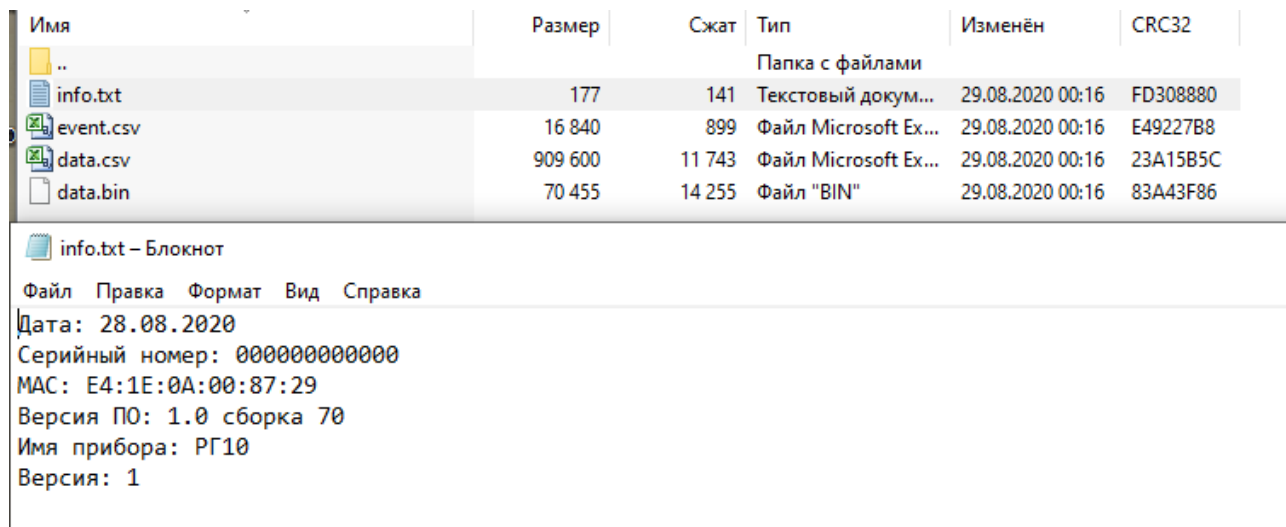 Имя Размер Сжат Тип Изменён CRC32
.. Папка с файлами
info.txt 177 141 Текстовый докум... 29.08.2020 00:16 FD308880
event.csv 16 840 899 Файл Microsoft Ex... 29.08.2020 00:16 E49227B8
data.csv 909 600 11 743 Файл Microsoft Ex... 29.08.2020 00:16 23A15B5C
data.bin 70 455 14 255 Файл "BIN" 29.08.2020 00:16 83A43F86
info.txt – Блокнот
Файл Правка Формат Вид Справка
Дата: 28.08.2020
Серийный номер: 000000000000
MAC: E4:1E:0A:00:87:29
Версия ПО: 1.0 сборка 70
Имя прибора: РГ10
Версия: 1